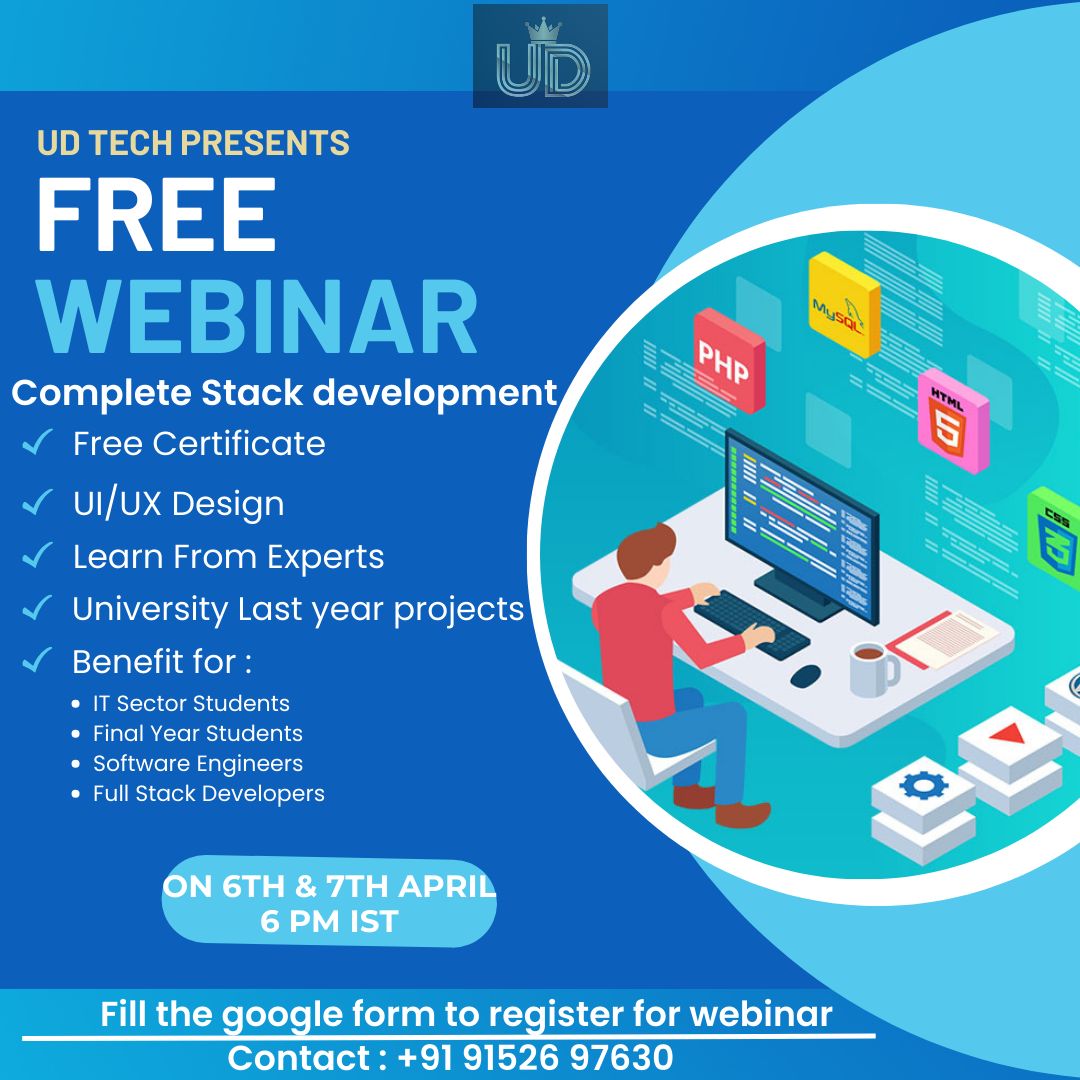 UD
UD TECH PRESENTS
FREE
WEBINAR
Complete Stack development
Free Certificate
UI/UX Design
Learn From Experts
University Last year projects
Benefit for :
IT Sector Students
Final Year Students
Software Engineers
Full Stack Developers
ON 6TH & 7TH APRIL
6 PM IST
Fill the google form to register for webinar
Contact : +91 91526 97630
MySQL
PHP
HTML
5
CSS
3